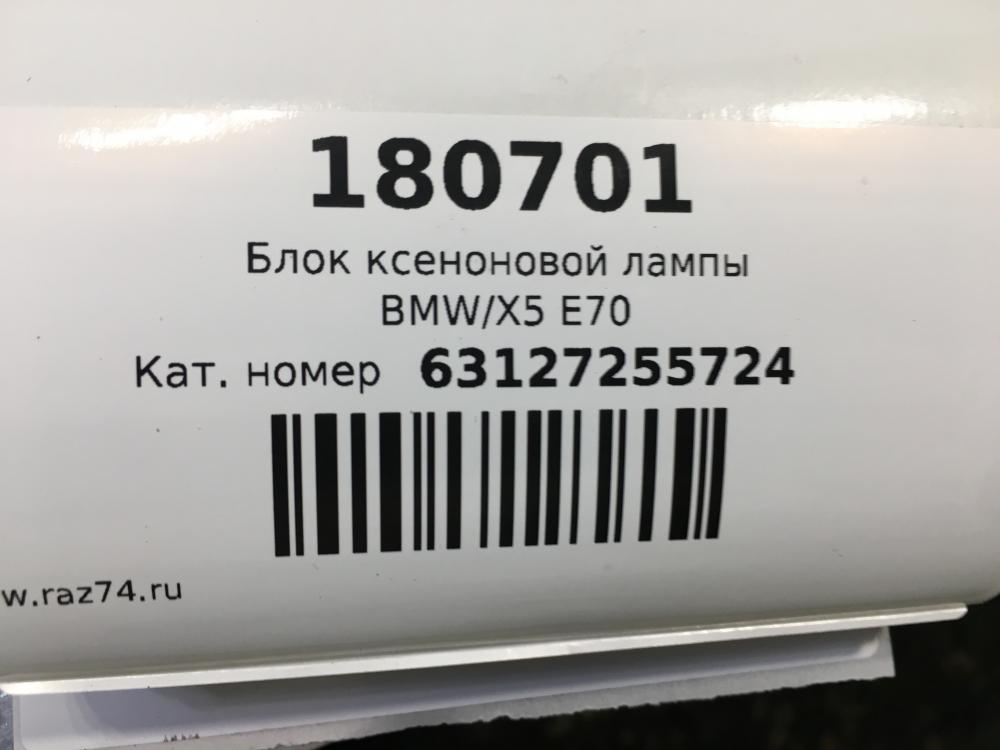 180701
Блок ксеноновой лампы
BMW/X5 E70
Кат. номер 63127255724
w.raz74.ru